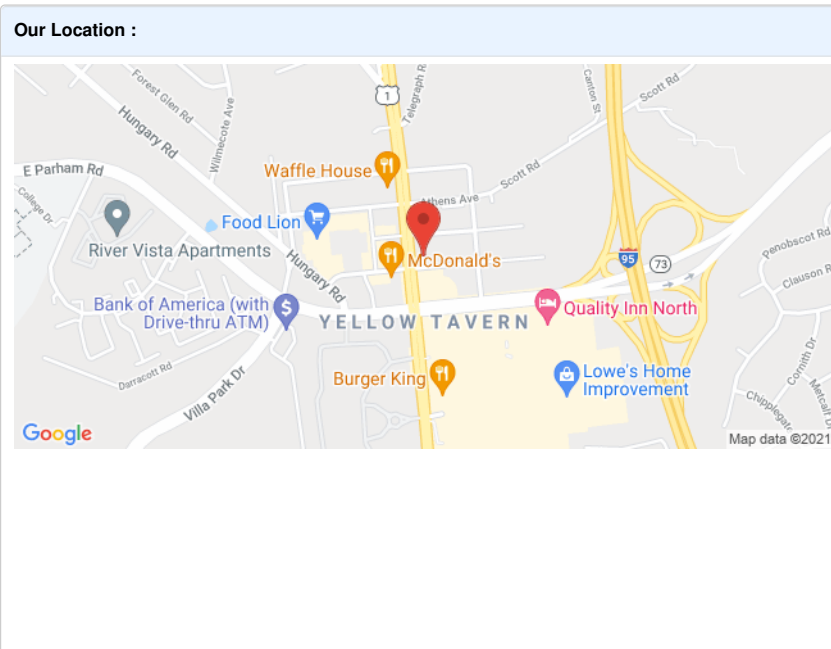 Our Location :
Forest Glen Rd
Hungary Rd
Wilmecote Ave
1
Telegraph R
Canton St
Scott Rd
E Parham Rd
Waffle House
Scott Rd
Athens Ave
College Dr
Food Lion
River Vista Apartments
Hungary Rd
McDonald's
95
73
Penobscot Rd
Clauson R
Bank of America (with
Drive-thru ATM)
YELLOW TAVERN
Quality Inn North
Darracott Rd
Villa Park Dr
Burger King
Lowe's Home
Improvement
Cornith Dr
Chipplegate
Metcalf D
Google
Map data ©2021